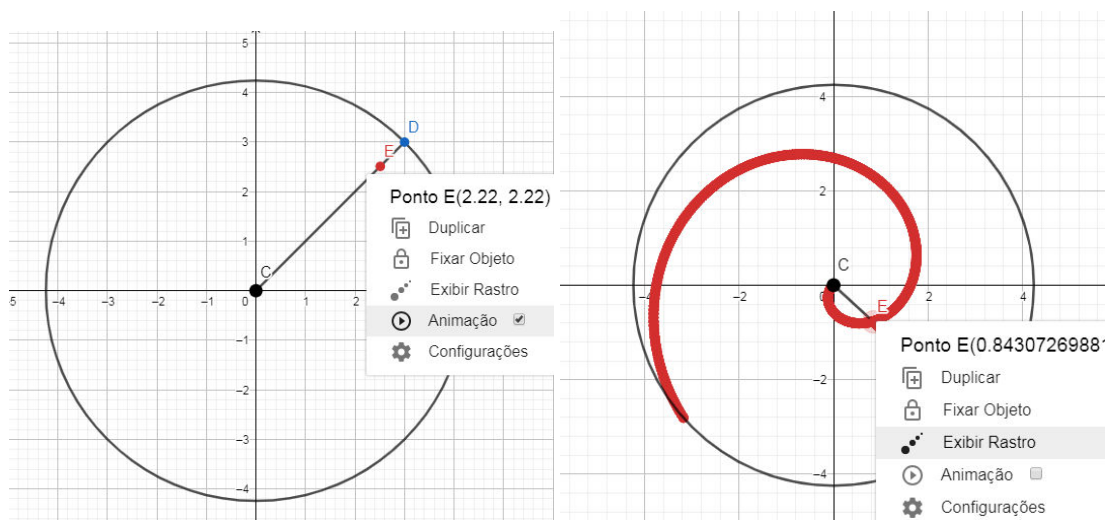 5
4
D
3
E
Ponto E(2.22, 2.22)
Duplicar
2
Fixar Objeto
1
C
Exibir Rastro
5 −4 −3 −2 −1 0 1 2
Animação
−1
Configurações
−2
−3
−4
4
2
C
−4 −2 0 2 4
E
Ponto E(0.84307269881
Duplicar
−2
Fixar Objeto
Exibir Rastro
−4
Animação
Configurações